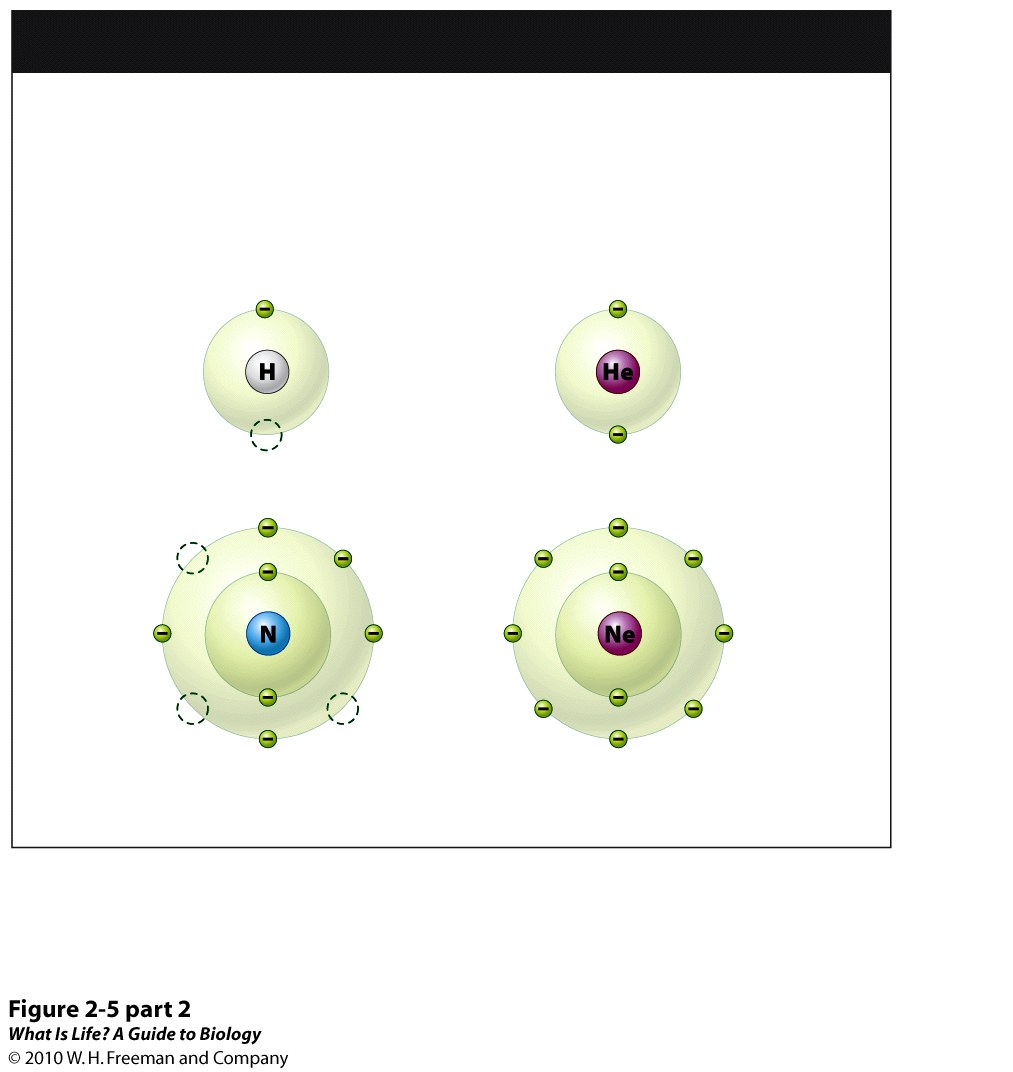 H
He
N
Ne
Figure 2-5 part 2
What Is Life? A Guide to Biology
© 2010 W. H. Freeman and Company